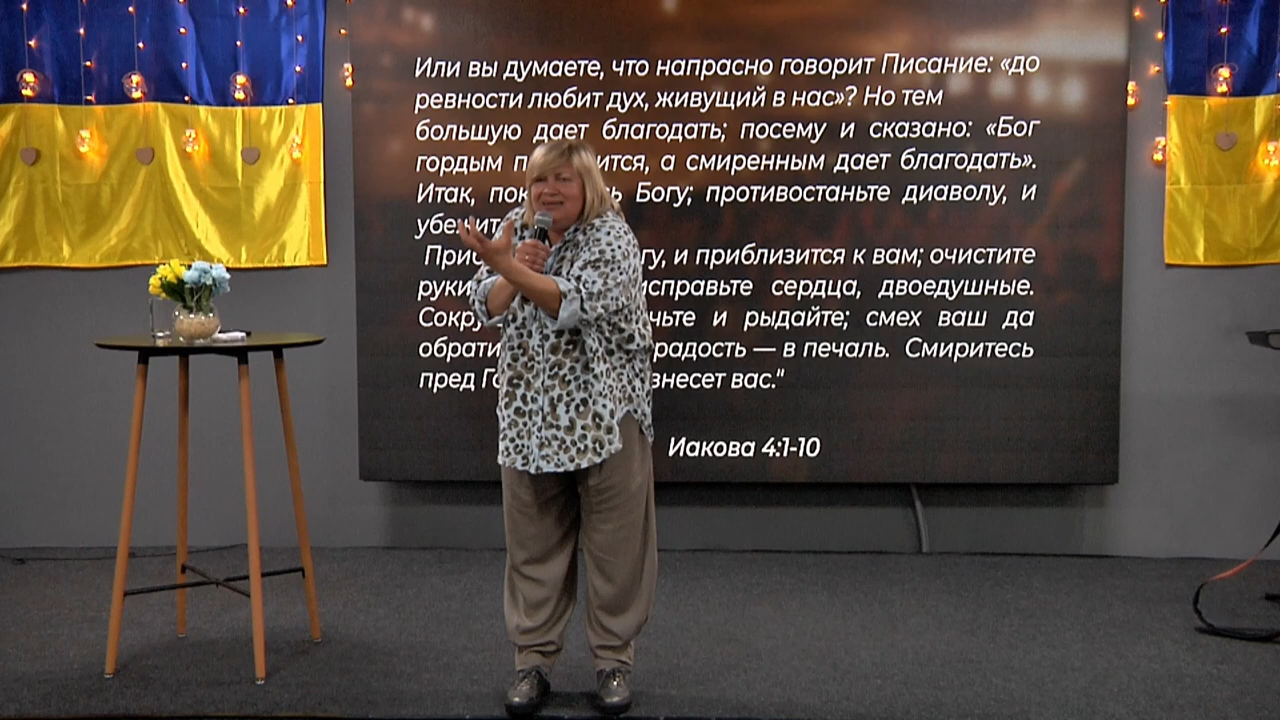 Или вы думаете, что напрасно говорит Писание: «до
ревности любит дух, живущий в нас»? Но тем
большую дает благодать; посему и сказано: «Бог
гордым п ится, а смиренным дает благодать».
Итак, пок ь Богу; противостаньте диаволу, и
убежит
Приб гу, и приблизится к вам; очистите
руки исправьте сердца, двоедушные.
Сокру чьте и рыдайте; смех ваш да
обрати радость — в печаль. Смиритесь
пред Го знесет вас."
Иакова 4:1-10